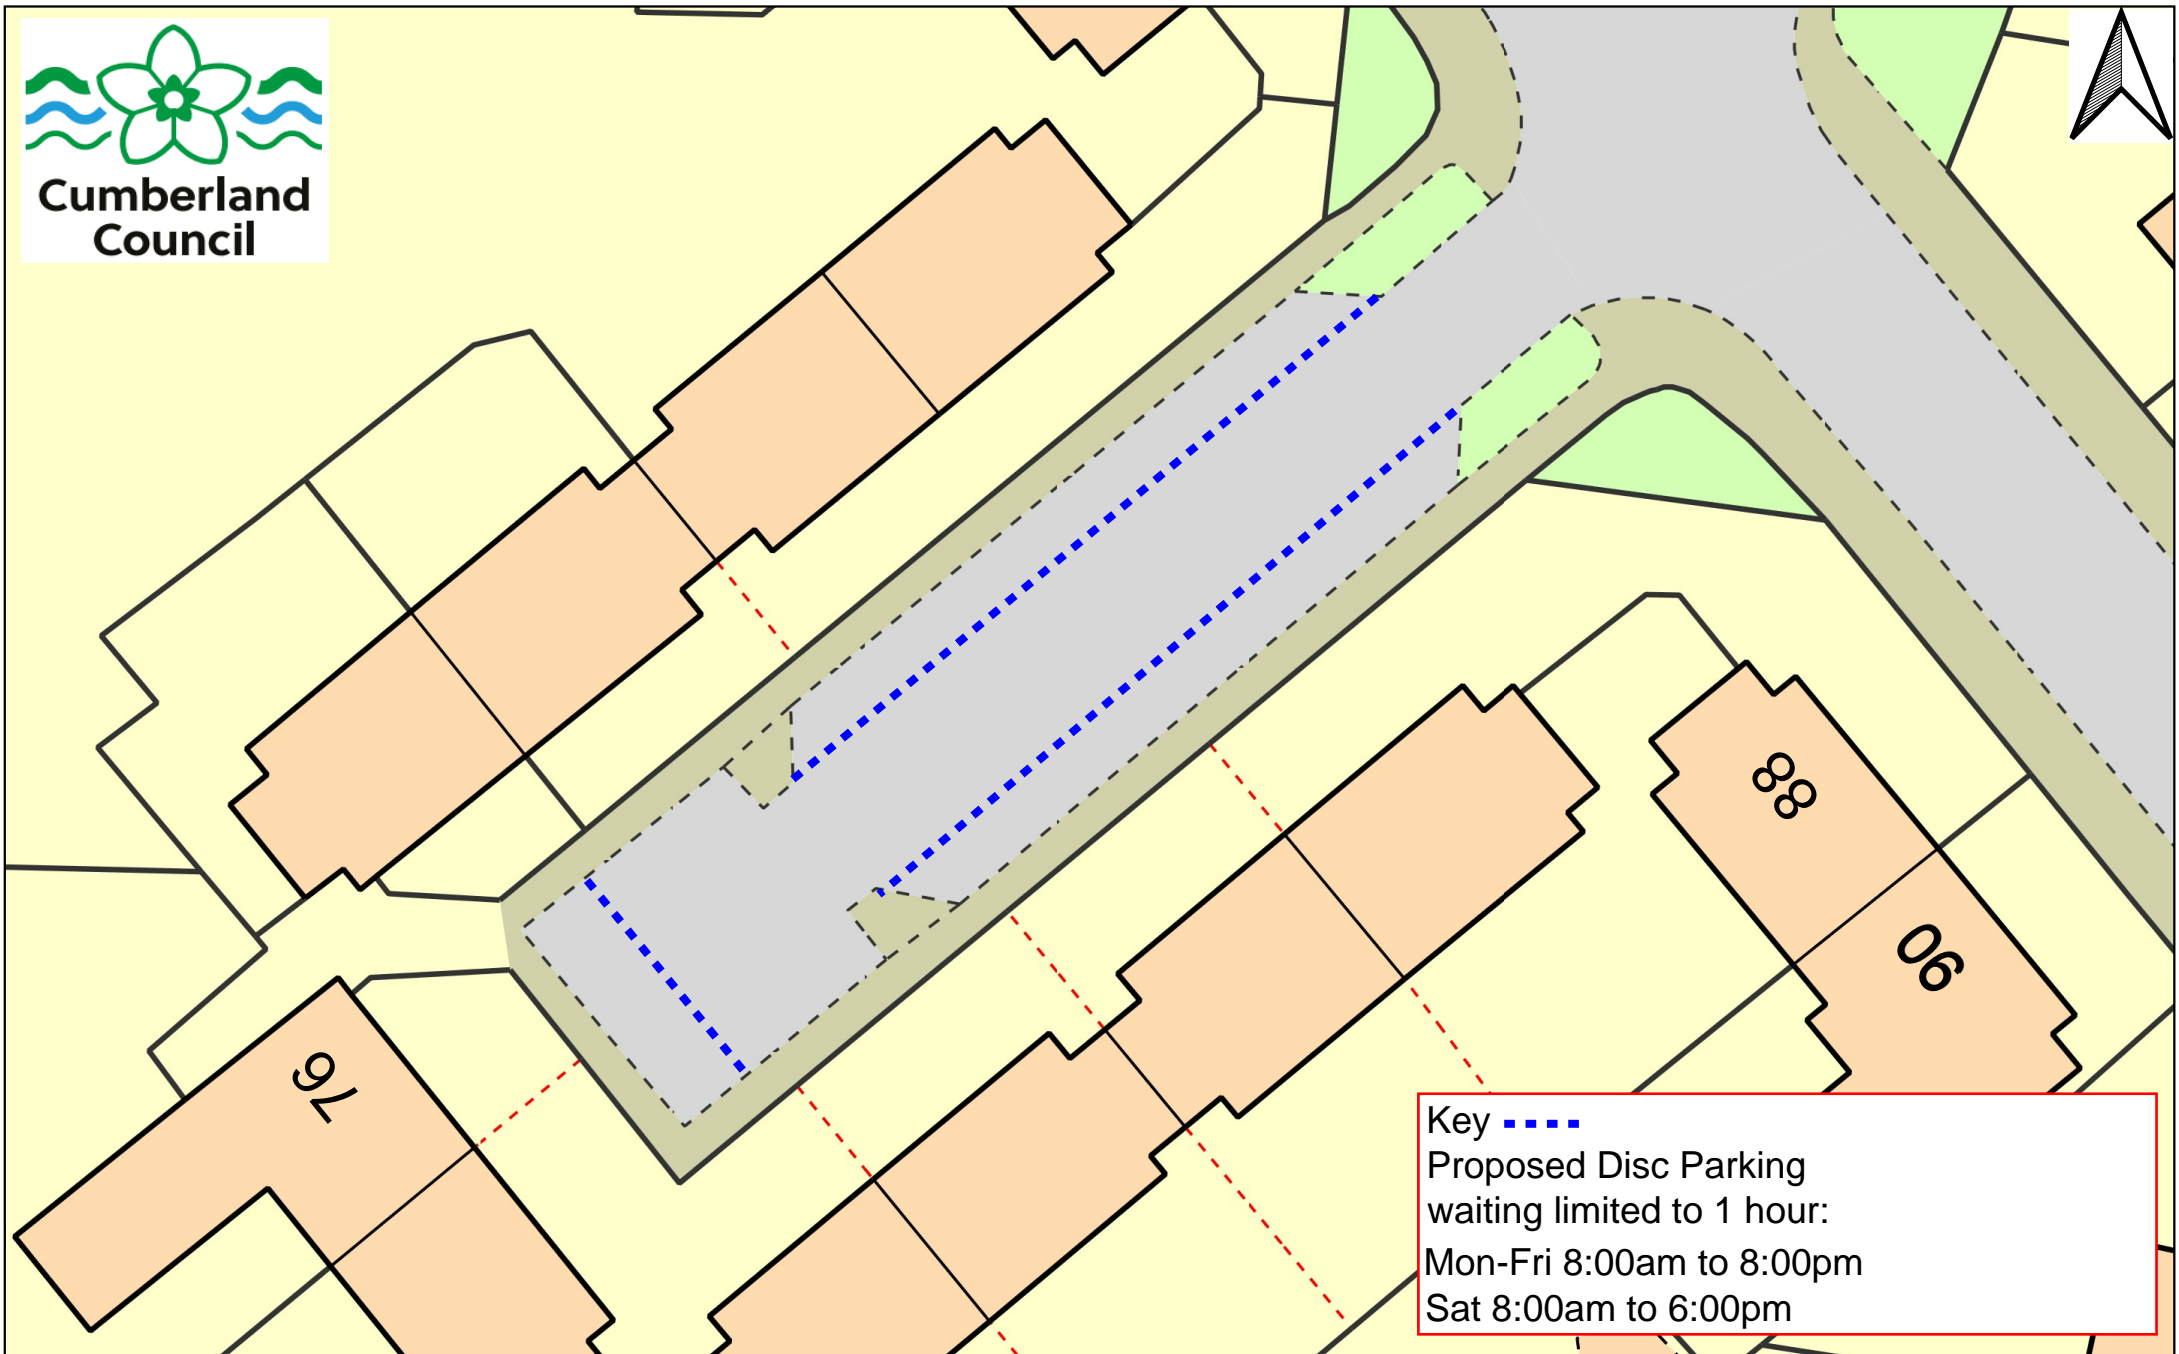 Cumberland
Council
88
90
76
Key
Proposed Disc Parking
waiting limited to 1 hour:
Mon-Fri 8:00am to 8:00pm
Sat 8:00am to 6:00pm